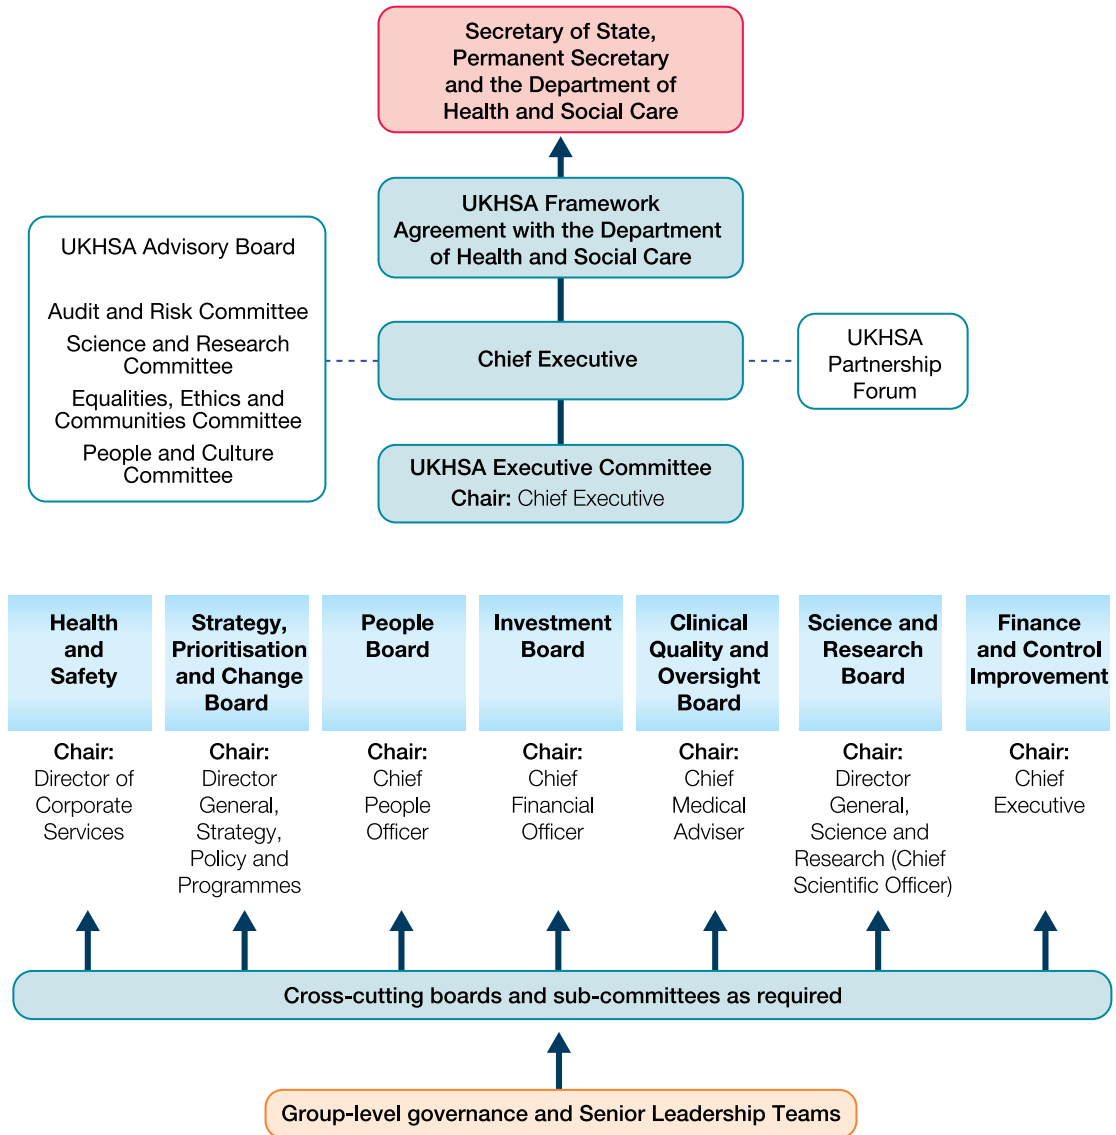 Secretary of State,
Permanent Secretary
and the Department of
Health and Social Care
UKHSA Framework
Agreement with the Department
of Health and Social Care
UKHSA Advisory Board
Audit and Risk Committee
Science and Research
Committee
Equalities, Ethics and
Communities Committee
People and Culture
Committee
Chief Executive
UKHSA
Partnership
Forum
UKHSA Executive Committee
Chair: Chief Executive
Health
and
Safety
Chair:
Director of
Corporate
Services
Strategy,
Prioritisation
and Change
Board
Chair:
Director
General,
Strategy,
Policy and
Programmes
People
Board
Chair:
Chief
People
Officer
Investment
Board
Chair:
Chief
Financial
Officer
Clinical
Quality and
Oversight
Board
Chair:
Chief
Medical
Adviser
Science and
Research
Board
Chair:
Director
General,
Science and
Research (Chief
Scientific Officer)
Finance
and Control
Improvement
Chair:
Chief
Executive
Cross-cutting boards and sub-committees as required
Group-level governance and Senior Leadership Teams